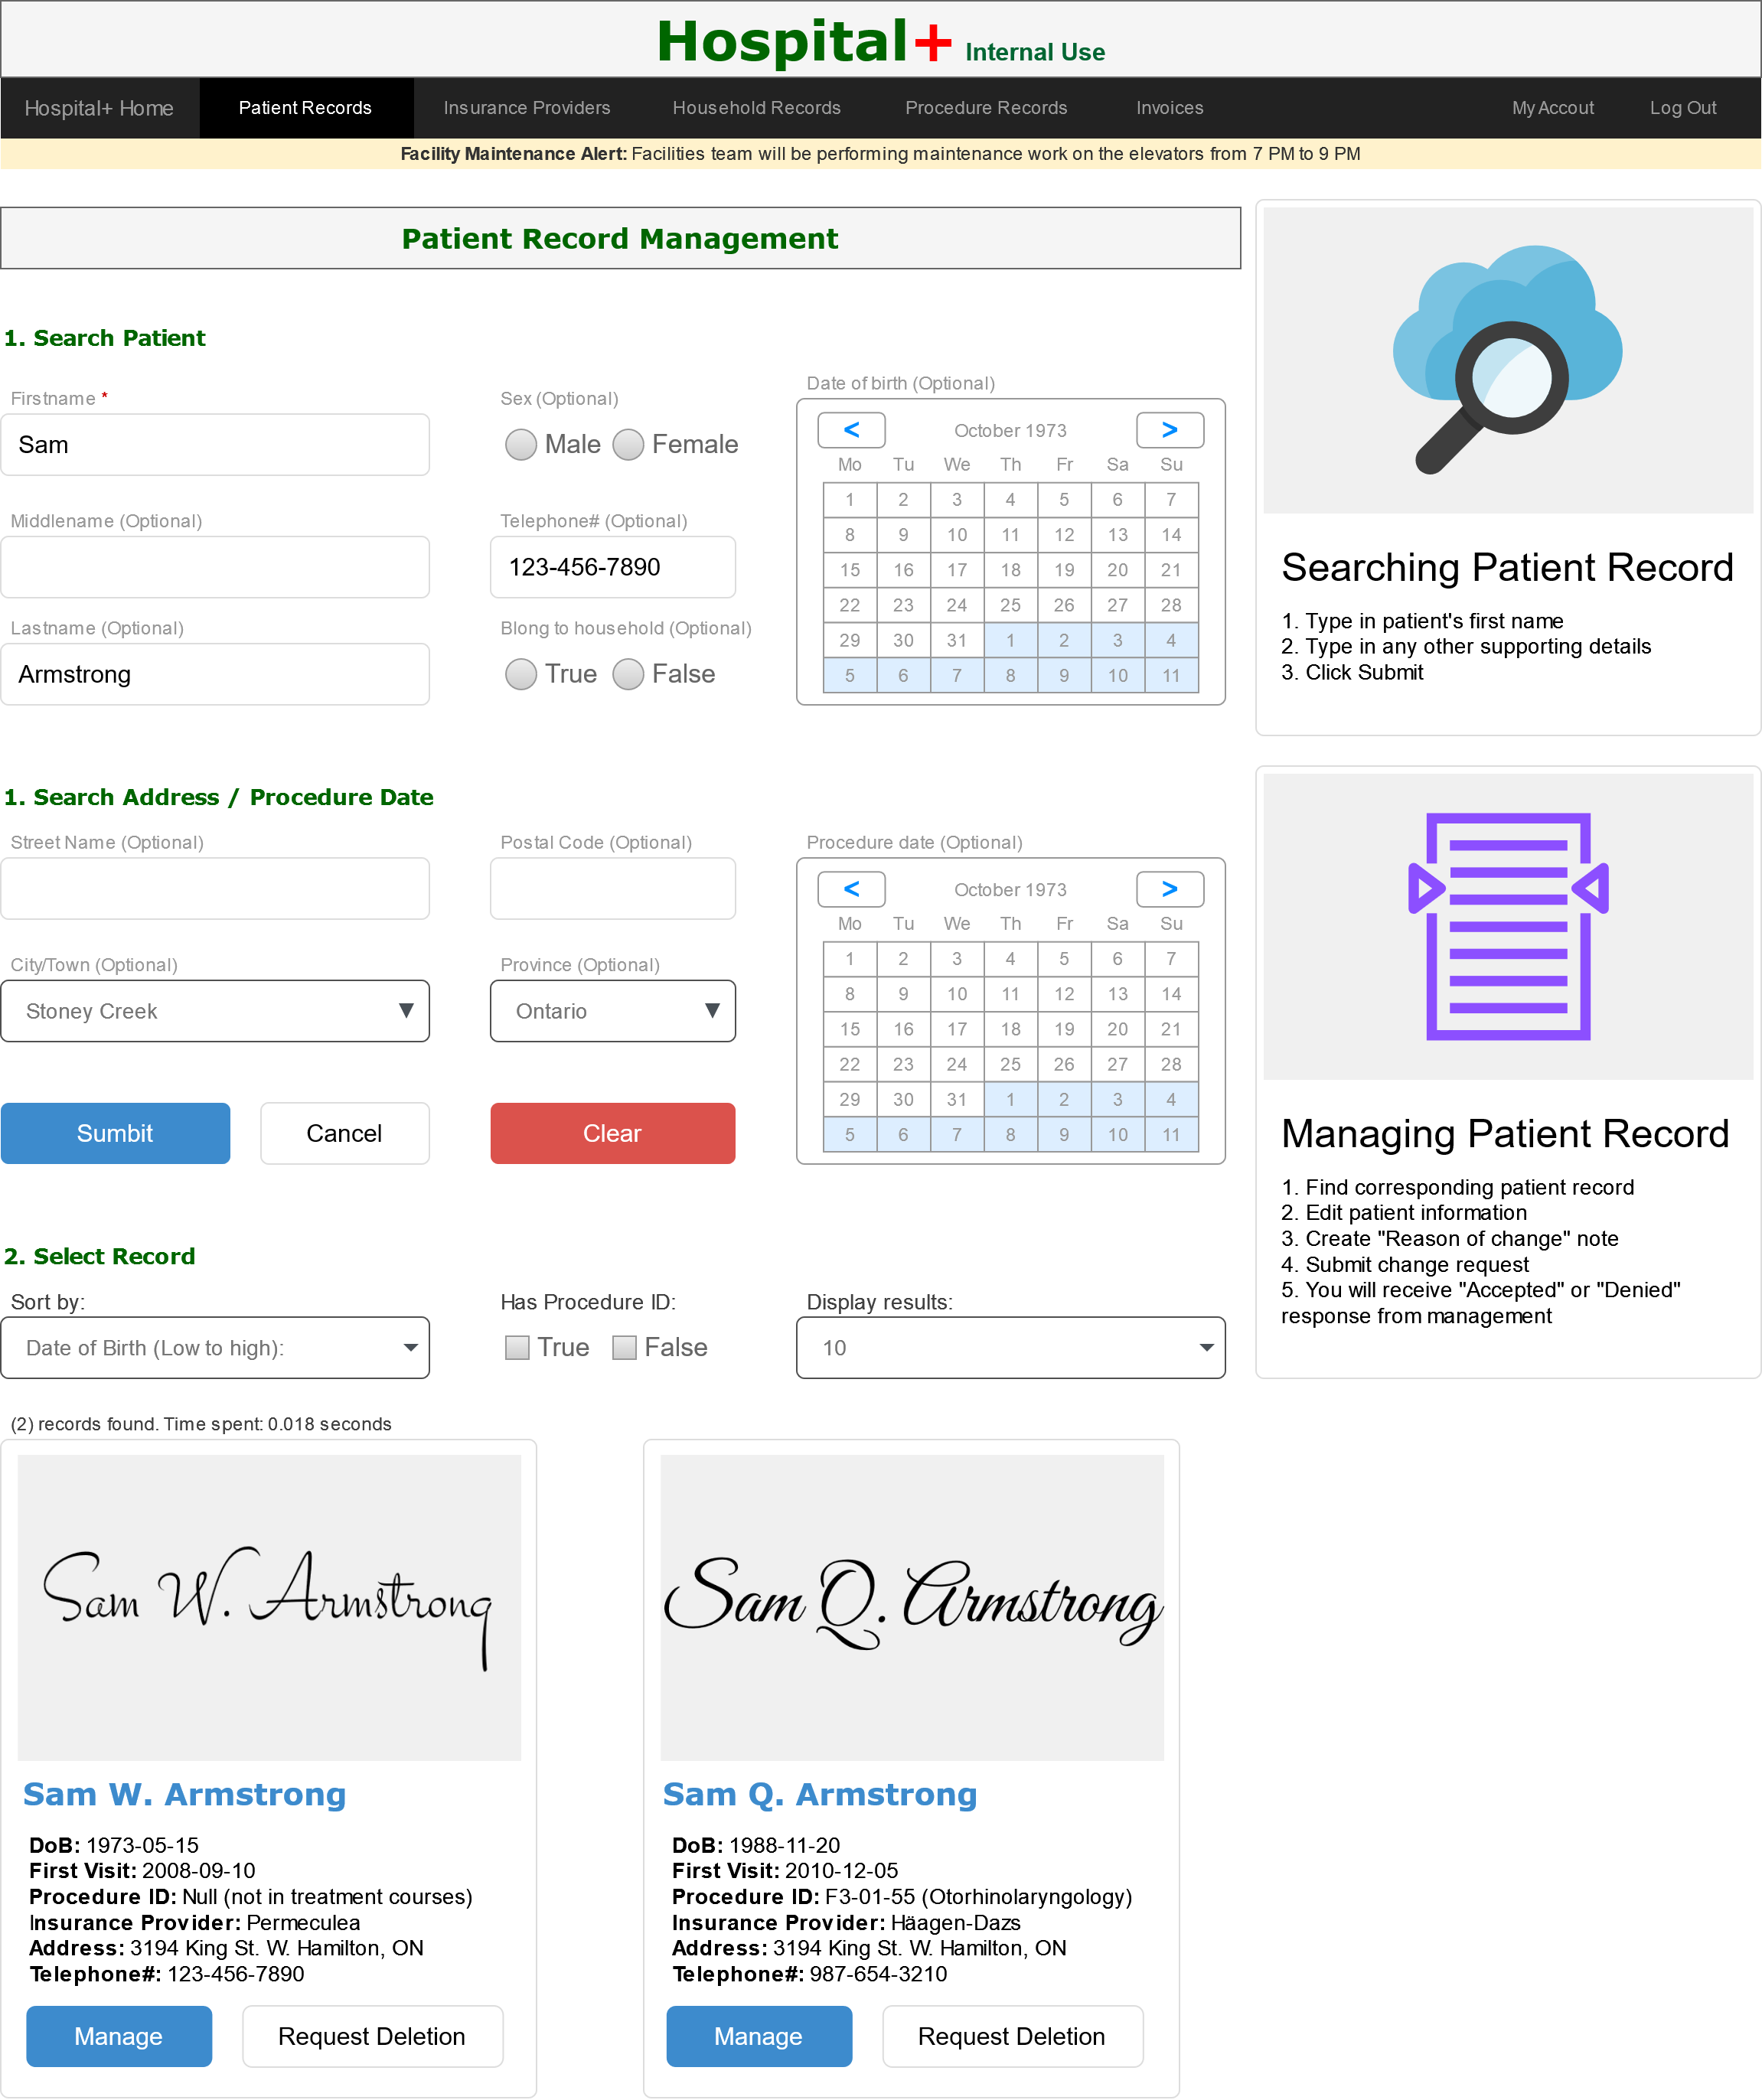 Hospital+ Internal Use
Hospital+ Home Patient Records Insurance Providers Household Records Procedure Records Invoices My Accout Log Out
Facility Maintenance Alert: Facilities team will be performing maintenance work on the elevators from 7 PM to 9 PM
Patient Record Management
1. Search Patient
Firstname *
Sam
Middlename (Optional)
Lastname (Optional)
Armstrong
Sex (Optional)
Male Female
Telephone# (Optional)
123-456-7890
Blong to household (Optional)
True False
Date of birth (Optional)
< October 1973 >
Mo Tu We Th Fr Sa Su
1 2 3 4 5 6 7
8 9 10 11 12 13 14
15 16 17 18 19 20 21
22 23 24 25 26 27 28
29 30 31 1 2 3 4
5 6 7 8 9 10 11
Searching Patient Record
1. Type in patient's first name
2. Type in any other supporting details
3. Click Submit
1. Search Address / Procedure Date
Street Name (Optional)
Postal Code (Optional)
City/Town (Optional)
Stoney Creek
Province (Optional)
Ontario
Sumbit Cancel Clear
Procedure date (Optional)
< October 1973 >
Mo Tu We Th Fr Sa Su
1 2 3 4 5 6 7
8 9 10 11 12 13 14
15 16 17 18 19 20 21
22 23 24 25 26 27 28
29 30 31 1 2 3 4
5 6 7 8 9 10 11
Managing Patient Record
1. Find corresponding patient record
2. Edit patient information
3. Create "Reason of change" note
4. Submit change request
5. You will receive "Accepted" or "Denied"
response from management
2. Select Record
Sort by:
Date of Birth (Low to high):
Has Procedure ID:
True False
Display results:
10
(2) records found. Time spent: 0.018 seconds
Sam W. Armstrong
Sam W. Armstrong
DoB: 1973-05-15
First Visit: 2008-09-10
Procedure ID: Null (not in treatment courses)
Insurance Provider: Permeculea
Address: 3194 King St. W. Hamilton, ON
Telephone#: 123-456-7890
Manage Request Deletion
Sam Q. Armstrong
Sam Q. Armstrong
DoB: 1988-11-20
First Visit: 2010-12-05
Procedure ID: F3-01-55 (Otorhinolaryngology)
Insurance Provider: Häagen-Dazs
Address: 3194 King St. W. Hamilton, ON
Telephone#: 987-654-3210
Manage Request Deletion